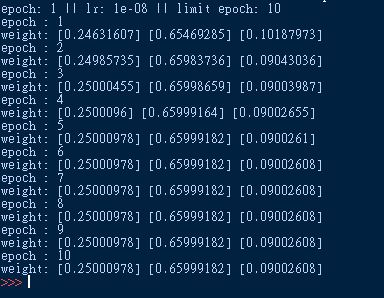 epoch: 1 || lr: 1e-08 || limit epoch: 10
epoch : 1
weight: [0.24631607] [0.65469285] [0.10187973]
epoch : 2
weight: [0.24985735] [0.65983736] [0.09043036]
epoch : 3
weight: [0.25000455] [0.65998659] [0.09003987]
epoch : 4
weight: [0.2500096] [0.65999164] [0.09002655]
epoch : 5
weight: [0.25000978] [0.65999182] [0.0900261]
epoch : 6
weight: [0.25000978] [0.65999182] [0.09002608]
epoch : 7
weight: [0.25000978] [0.65999182] [0.09002608]
epoch : 8
weight: [0.25000978] [0.65999182] [0.09002608]
epoch : 9
weight: [0.25000978] [0.65999182] [0.09002608]
epoch : 10
weight: [0.25000978] [0.65999182] [0.09002608]
>>>